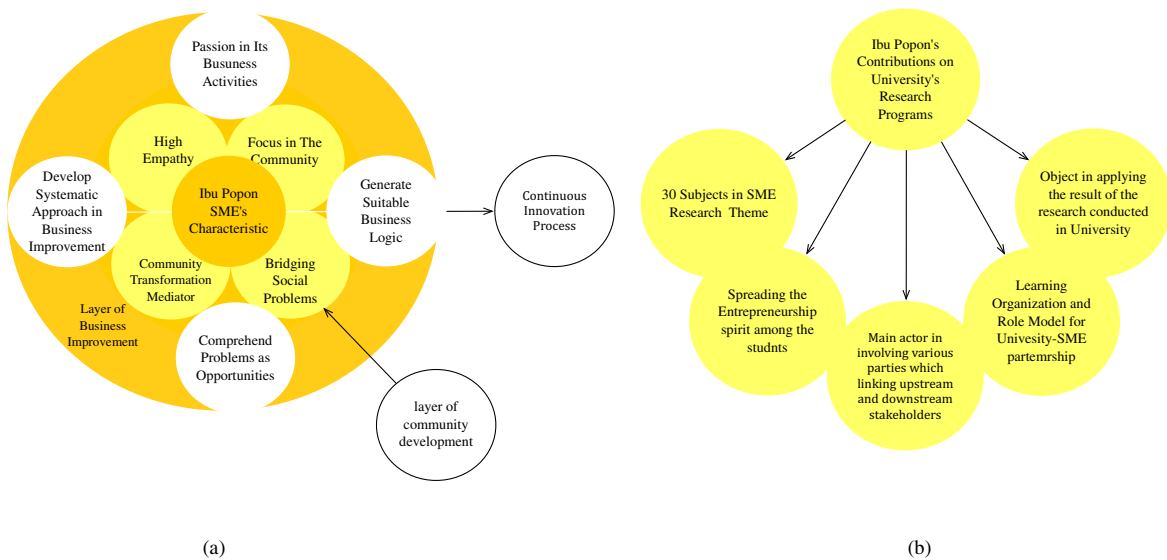 Passion in Its
Busuness
Activities
High
Empathy
Focus in The
Community
Develop
Systematic
Approach in
Business
Improvement
Ibu Popon
SME's
Characteristic
Generate
Suitable
Business
Logic
Continuous
Innovation
Process
Community
Transformation
Mediator
Bridging
Social
Problems
Layer of
Business
Improvement
Comprehend
Problems as
Opportunities
layer of
community
development
(a)
Ibu Popon's
Contributions on
University's
Research
Programs
30 Subjects in SME
Research Theme
Object in applying
the result of the
research conducted
in University
Spreading the
Entrepreneurship
spirit among the
studnts
Main actor in
involving various
parties which
linking upstream
and downstream
stakeholders
Learning
Organization and
Role Model for
Univesity-SME
partemrship
(b)